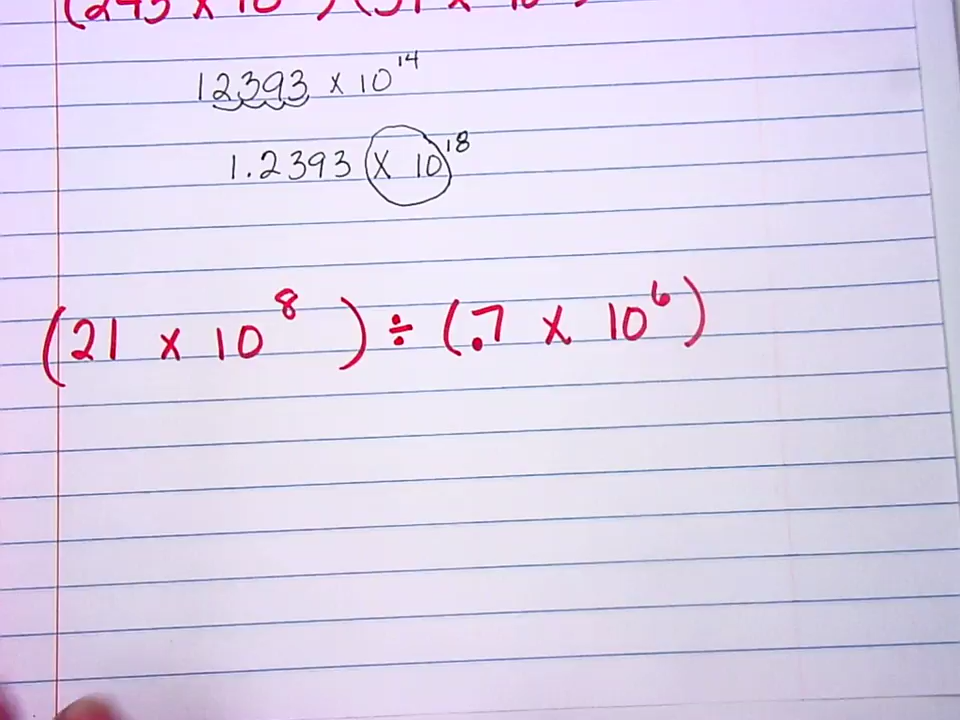 12393 x 10^14
1.2393 x 10^18
(21 x 10^8) ÷ (.7 x 10^6)